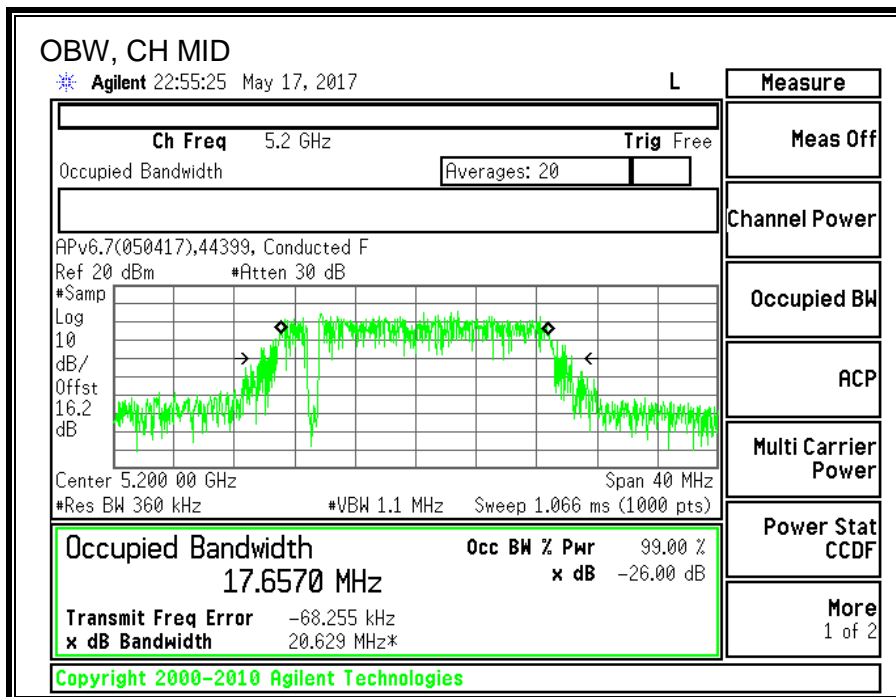 OBW, CH MID
Agilent 22:55:25 May 17, 2017 L
Measure
Ch Freq 5.2 GHz Trig Free
Occupied Bandwidth Averages: 20
APv6.7(050417),44399, Conducted F
Ref 20 dBm #Atten 30 dB
#Samp
Log
10
dB/
Offst
16.2
dB
Center 5.200 00 GHz Span 40 MHz
#Res BW 360 kHz #VBW 1.1 MHz Sweep 1.066 ms (1000 pts)
Occupied Bandwidth Occ BW % Pwr 99.00 %
17.6570 MHz x dB -26.00 dB
Transmit Freq Error -68.255 kHz
x dB Bandwidth 20.629 MHz*
Copyright 2000-2010 Agilent Technologies
Meas Off
Channel Power
Occupied BW
ACP
Multi Carrier
Power
Power Stat
CCDF
More
1 of 2